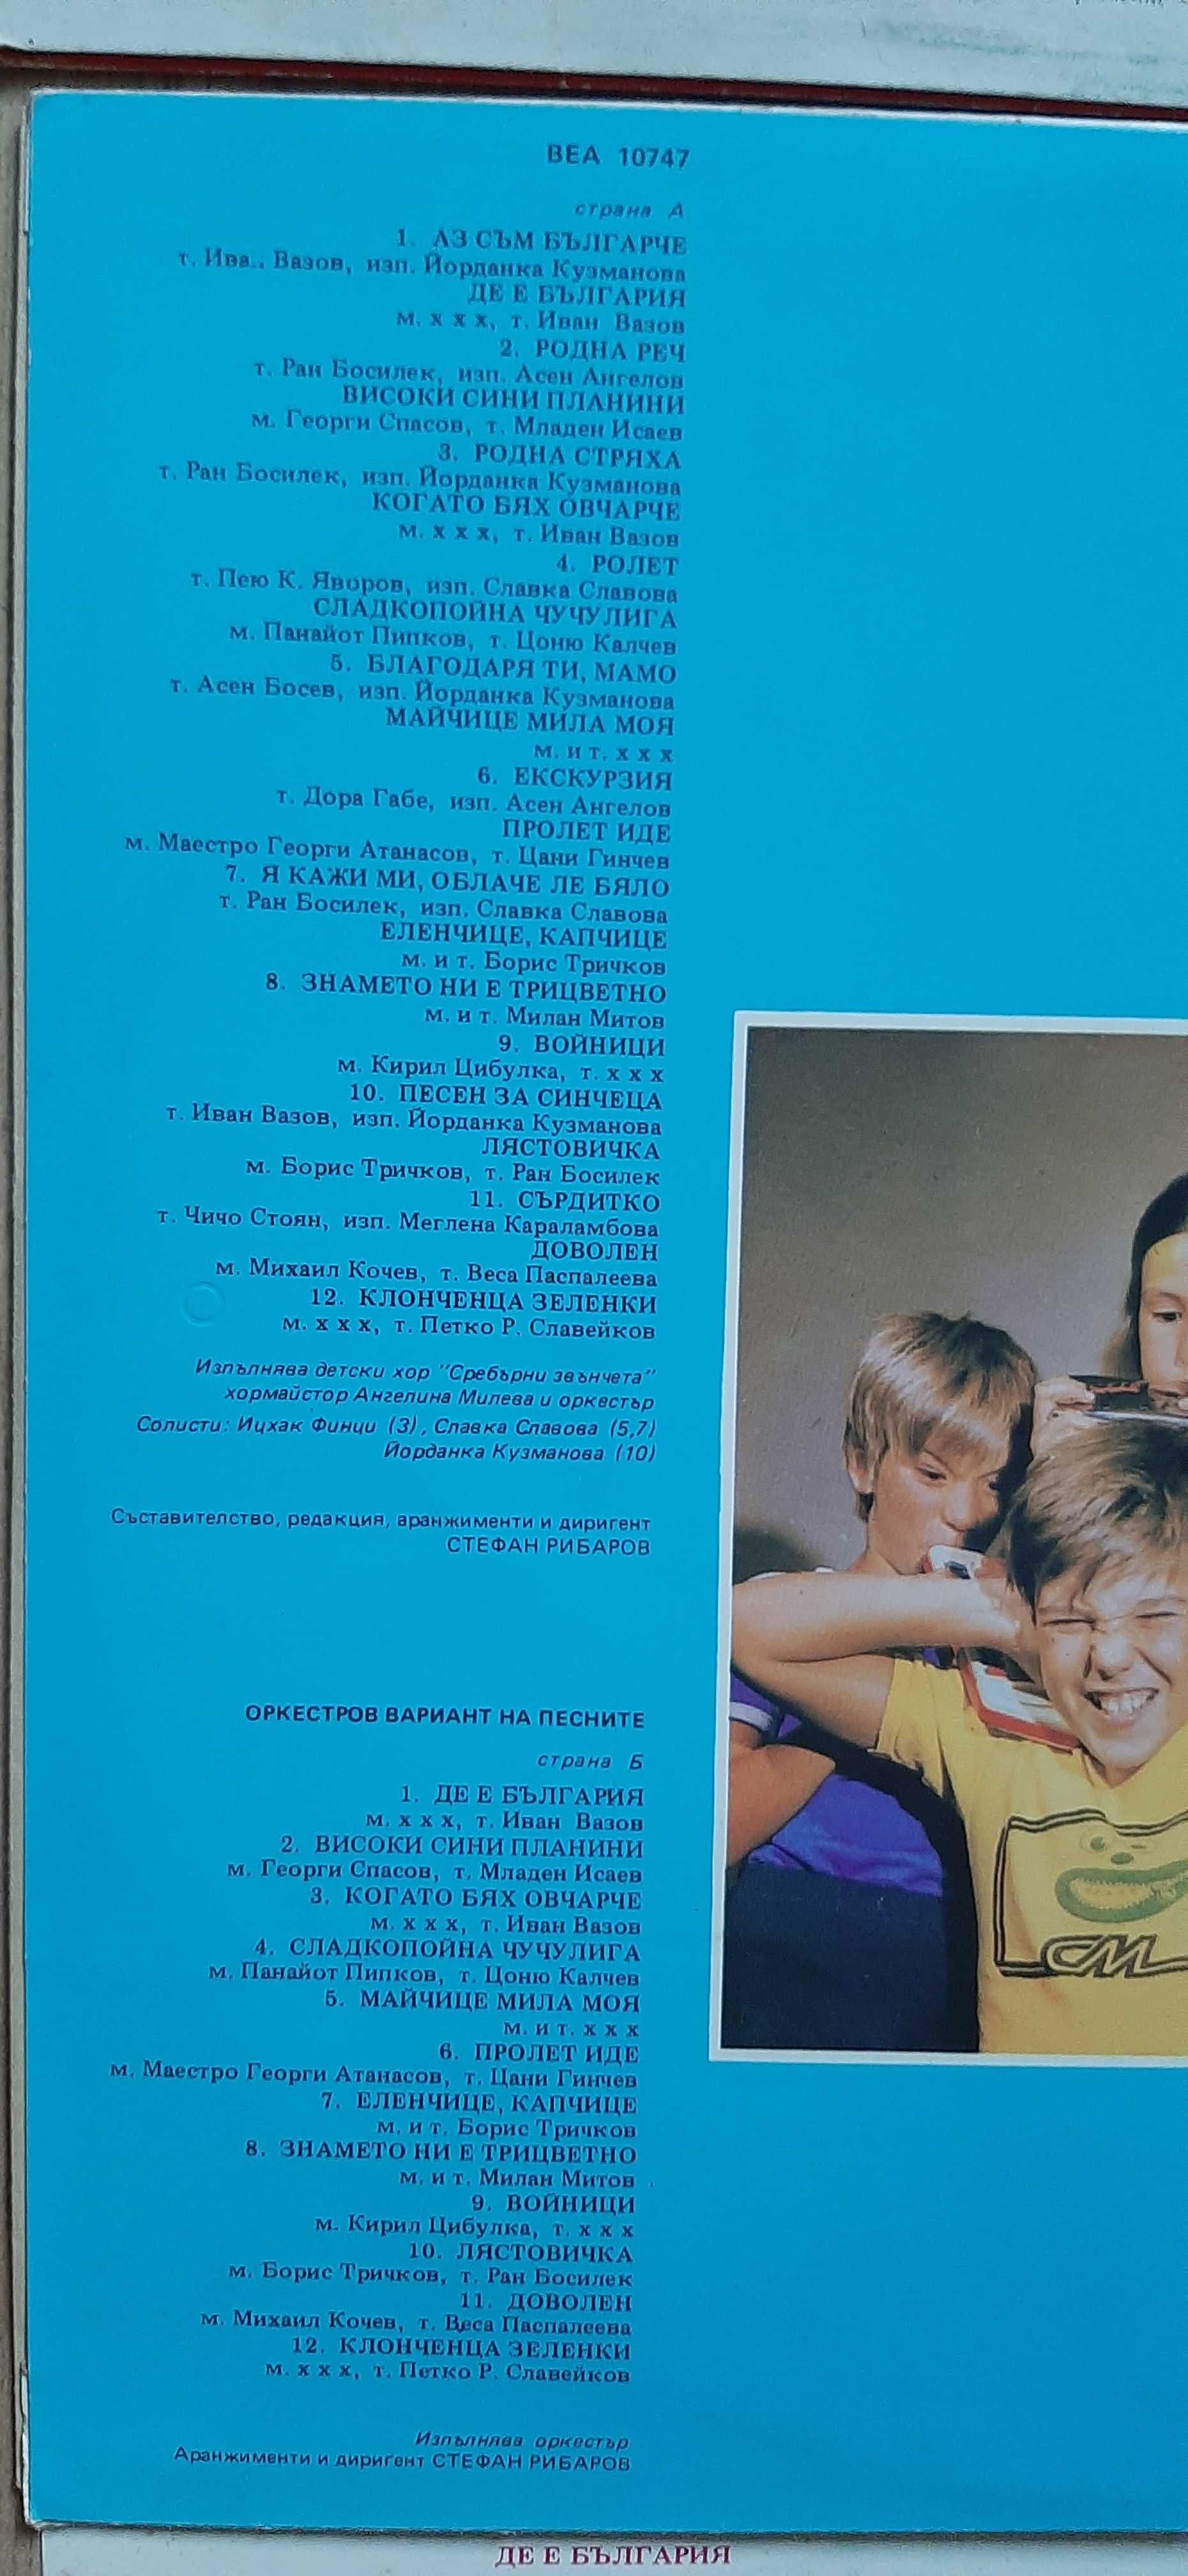 ВЕА 10747
страна А
1. АЗ СЪМ БЪЛГАРЧЕ
т. Ива.. Вазов, изп. Йорданка Кузманова
ДЕ Е БЪЛГАРИЯ
м. х х х, т. Иван Вазов
2. РОДНА РЕЧ
т. Ран Босилек, изп. Асен Ангелов
ВИСОКИ СИНИ ПЛАНИНИ
м. Георги Спасов, т. Младен Исаев
3. РОДНА СТРЯХА
т. Ран Босилек, изп. Йорданка Кузманова
КОГАТО БЯХ ОВЧАРЧЕ
м. х х х, т. Иван Вазов
4. РОЛЕТ
т. Пею К. Яворов, изп. Славка Славова
СЛАДКОПОЙНА ЧУЧУЛИГА
м. Панайот Пипков, т. Цоню Калчев
5. БЛАГОДАРЯ ТИ, МАМО
т. Асен Босев, изп. Йорданка Кузманова
МАЙЧИЦЕ МИЛА МОЯ
м. и т. х х х
6. ЕКСКУРЗИЯ
т. Дора Габе, изп. Асен Ангелов
ПРОЛЕТ ИДЕ
м. Маестро Георги Атанасов, т. Цани Гинчев
7. Я КАЖИ МИ, ОБЛАЧЕ ЛЕ БЯЛО
т. Ран Босилек, изп. Славка Славова
ЕЛЕНЧИЦЕ, КАПЧИЦЕ
м. и т. Борис Тричков
8. ЗНАМЕТО НИ Е ТРИЦВЕТНО
м. и т. Милан Митов
9. ВОЙНИЦИ
м. Кирил Цибулка, т. х х х
10. ПЕСЕН ЗА СИНЧЕЦА
т. Иван Вазов, изп. Йорданка Кузманова
ЛЯСТОВИЧКА
м. Борис Тричков, т. Ран Босилек
11. СЪРДИТКО
т. Чичо Стоян, изп. Меглена Караламбова
ДОВОЛЕН
м. Михаил Кочев, т. Веса Паспалеева
12. КЛОНЧЕНЦА ЗЕЛЕНКИ
м. х х х, т. Петко Р. Славейков
Изпълнява детски хор "Сребърни звънчета"
хормайстор Ангелина Милева и оркестър
Солисти: Ицхак Финци (3), Славка Славова (5,7)
Йорданка Кузманова (10)
Съставителство, редакция, аранжименти и диригент
СТЕФАН РИБАРОВ
ОРКЕСТРОВ ВАРИАНТ НА ПЕСНИТЕ
страна Б
1. ДЕ Е БЪЛГАРИЯ
м. х х х, т. Иван Вазов
2. ВИСОКИ СИНИ ПЛАНИНИ
м. Георги Спасов, т. Младен Исаев
3. КОГАТО БЯХ ОВЧАРЧЕ
м. х х х, т. Иван Вазов
4. СЛАДКОПОЙНА ЧУЧУЛИГА
м. Панайот Пипков, т. Цоню Калчев
5. МАЙЧИЦЕ МИЛА МОЯ
м. и т. х х х
6. ПРОЛЕТ ИДЕ
м. Маестро Георги Атанасов, т. Цани Гинчев
7. ЕЛЕНЧИЦЕ, КАПЧИЦЕ
м. и т. Борис Тричков
8. ЗНАМЕТО НИ Е ТРИЦВЕТНО
м. и т. Милан Митов
9. ВОЙНИЦИ
м. Кирил Цибулка, т. х х х
10. ЛЯСТОВИЧКА
м. Борис Тричков, т. Ран Босилек
11. ДОВОЛЕН
м. Михаил Кочев, т. Веса Паспалеева
12. КЛОНЧЕНЦА ЗЕЛЕНКИ
м. х х х, т. Петко Р. Славейков
Изпълнява оркестър
Аранжименти и диригент СТЕФАН РИБАРОВ
СМ
ДЕ Е БЪЛГАРИЯ